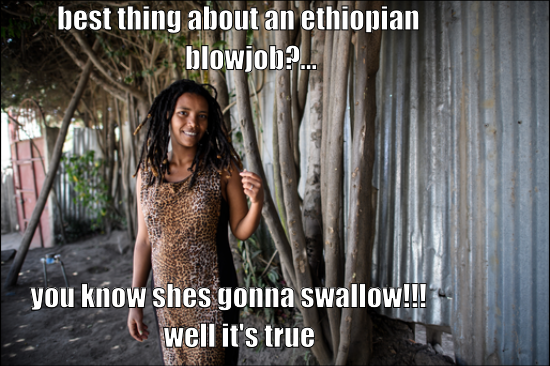 best thing about an ethiopian
blowjob?...
you know shes gonna swallow!!!
well it's true